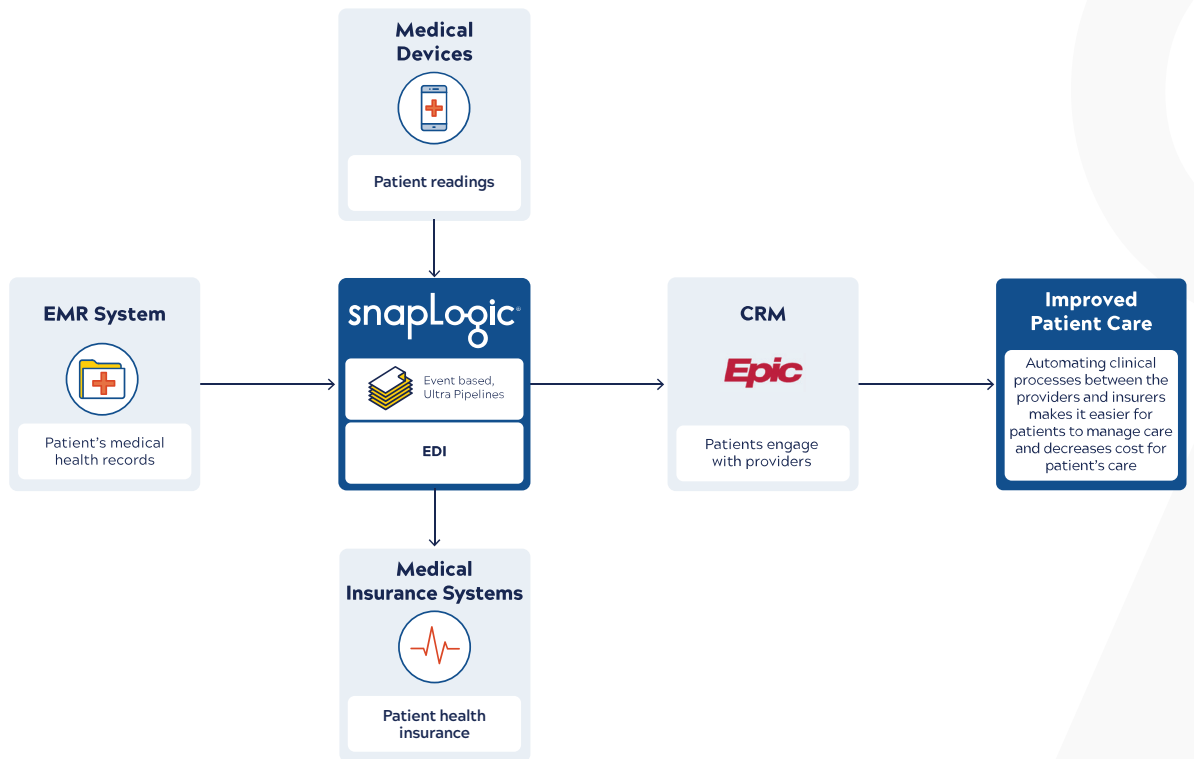 Medical
Devices
Patient readings
EMR System
Patient's medical
health records
snapLogic®
Event based,
Ultra Pipelines
EDI
CRM
Epic
Patients engage
with providers
Improved
Patient Care
Automating clinical
processes between the
providers and insurers
makes it easier for
patients to manage care
and decreases cost for
patient's care
Medical
Insurance Systems
Patient health
insurance